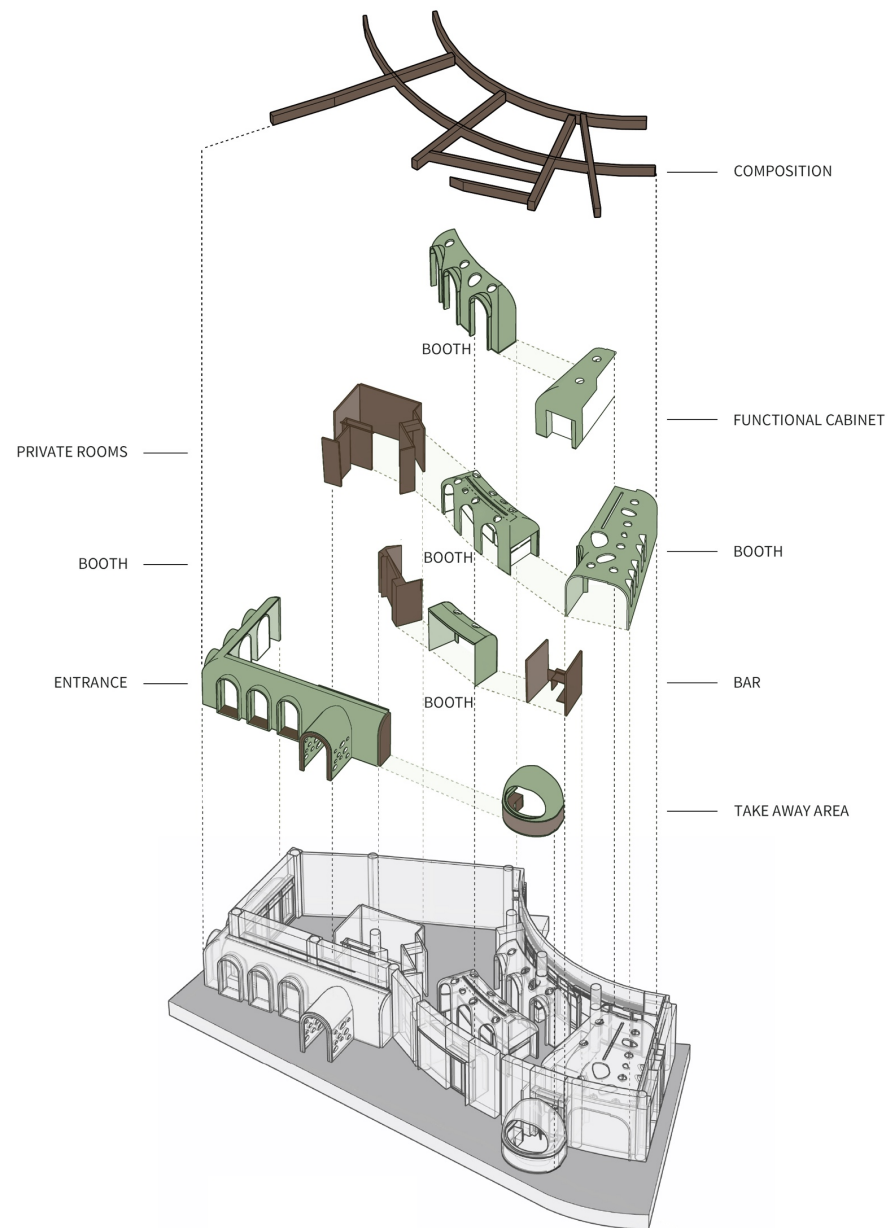 COMPOSITION
BOOTH
FUNCTIONAL CABINET
PRIVATE ROOMS
BOOTH
BOOTH
BOOTH
ENTRANCE
BAR
BOOTH
TAKE AWAY AREA